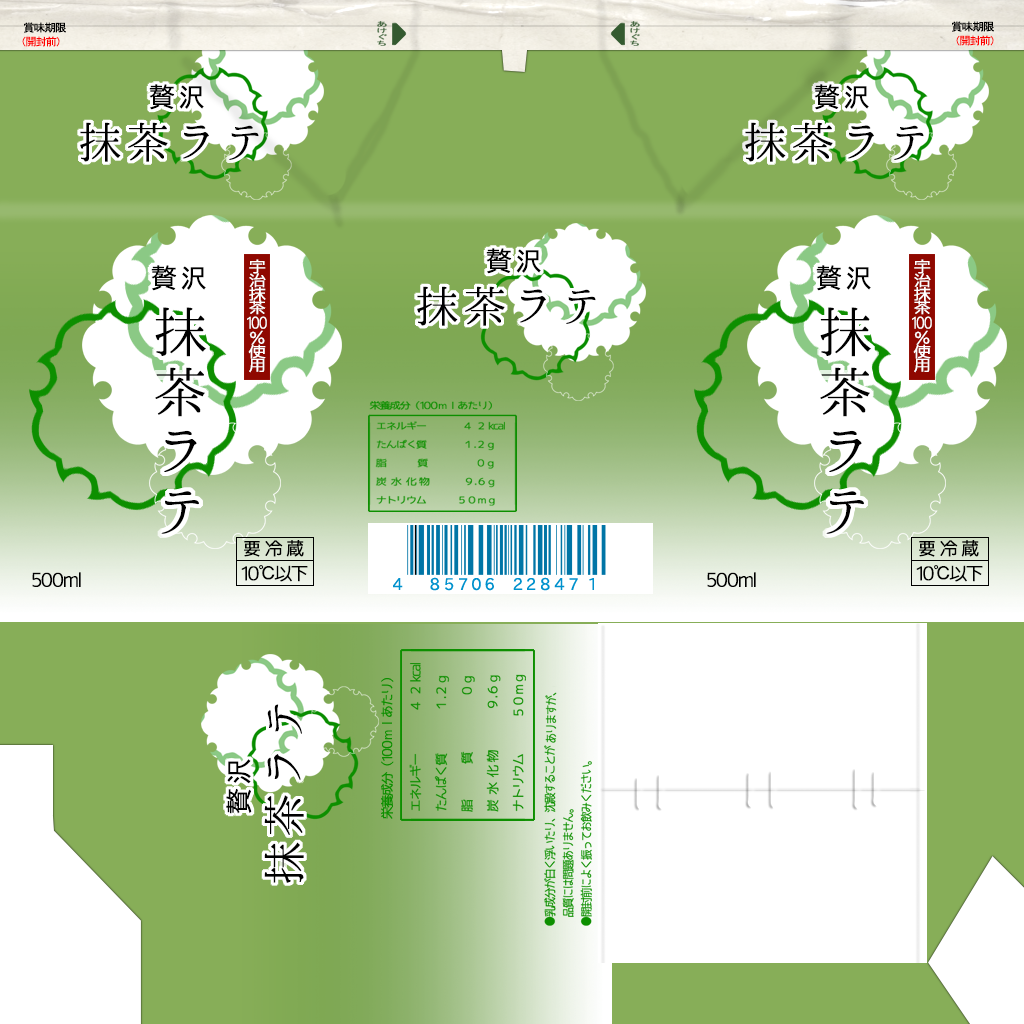 賞味期限
(開封前)
あけぐち
あけぐち
賞味期限
(開封前)
贅沢
抹茶ラテ
贅沢
抹茶ラテ
贅沢
抹茶ラテ
宇治抹茶100%使用
500ml
要冷蔵
10℃以下
贅沢
抹茶ラテ
栄養成分（100mlあたり）
エネルギー 42kcal
たんぱく質 1.2g
脂質 0g
炭水化物 9.6g
ナトリウム 50mg
4 85706 228471
贅沢
抹茶ラテ
宇治抹茶100%使用
500ml
要冷蔵
10℃以下
贅沢
抹茶ラテ
栄養成分（100mlあたり）
エネルギー 42kcal
たんぱく質 1.2g
脂質 0g
炭水化物 9.6g
ナトリウム 50mg
●乳成分が白く浮いたり、沈殿することがありますが、
品質には問題ありません。
●開封前によく振ってお飲みください。